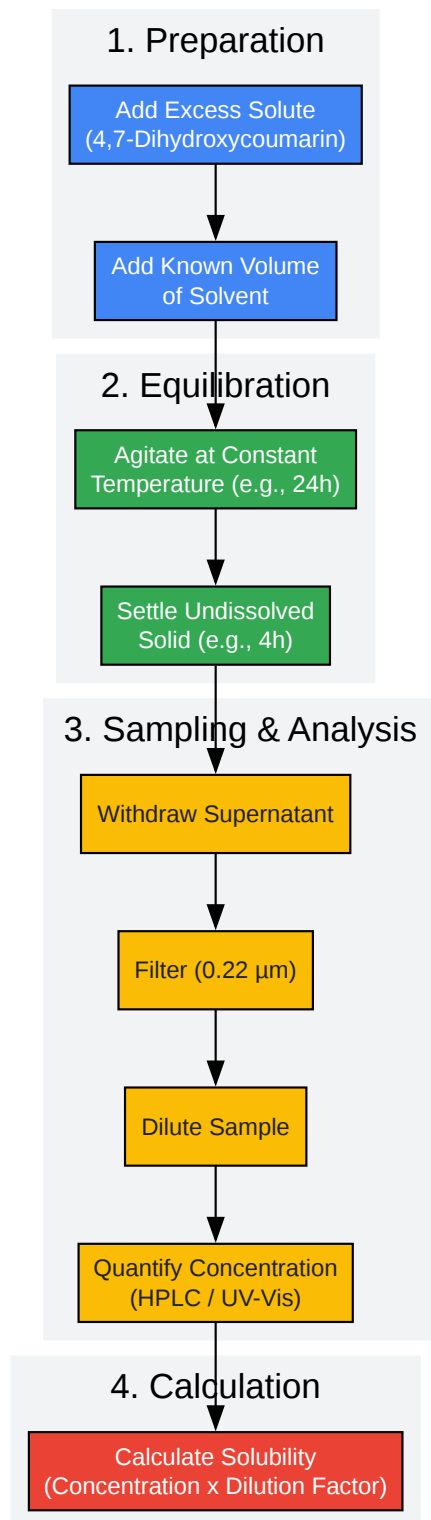 1. Preparation
Add Excess Solute
(4,7-Dihydroxycoumarin)
Add Known Volume
of Solvent
2. Equilibration
Agitate at Constant
Temperature (e.g., 24h)
Settle Undissolved
Solid (e.g., 4h)
3. Sampling & Analysis
Withdraw Supernatant
Filter (0.22 µm)
Dilute Sample
Quantify Concentration
(HPLC / UV-Vis)
4. Calculation
Calculate Solubility
(Concentration x Dilution Factor)